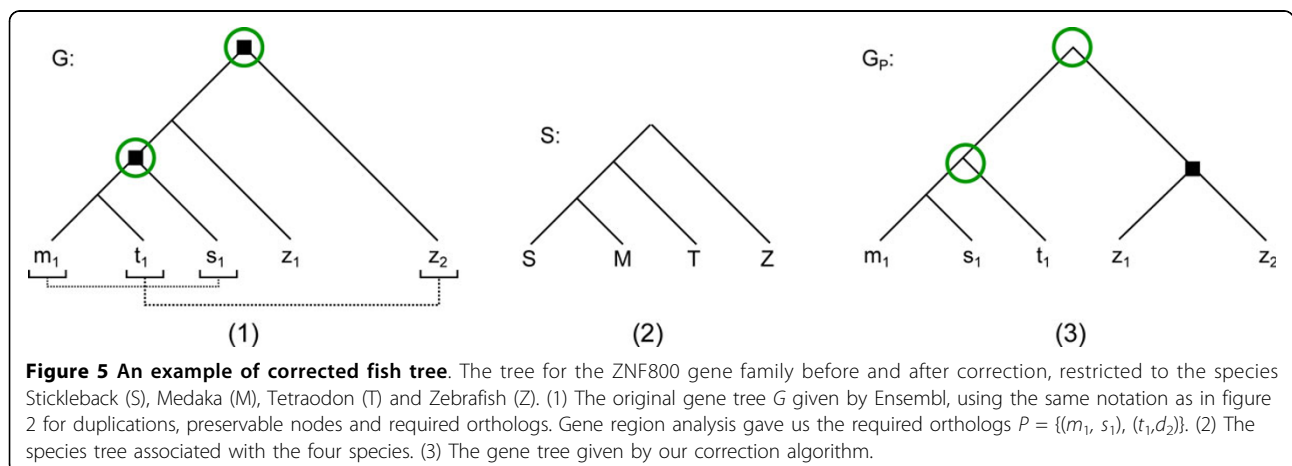 G:
S:
G_P:
m₁ t₁ s₁ z₁ z₂
S M T Z
m₁ s₁ t₁ z₁ z₂
(1) (2) (3)
Figure 5 An example of corrected fish tree. The tree for the ZNF800 gene family before and after correction, restricted to the species
Stickleback (S), Medaka (M), Tetraodon (T) and Zebrafish (Z). (1) The original gene tree G given by Ensembl, using the same notation as in figure
2 for duplications, preservable nodes and required orthologs. Gene region analysis gave us the required orthologs P = {(m₁, s₁), (t₁,d₂)}. (2) The
species tree associated with the four species. (3) The gene tree given by our correction algorithm.